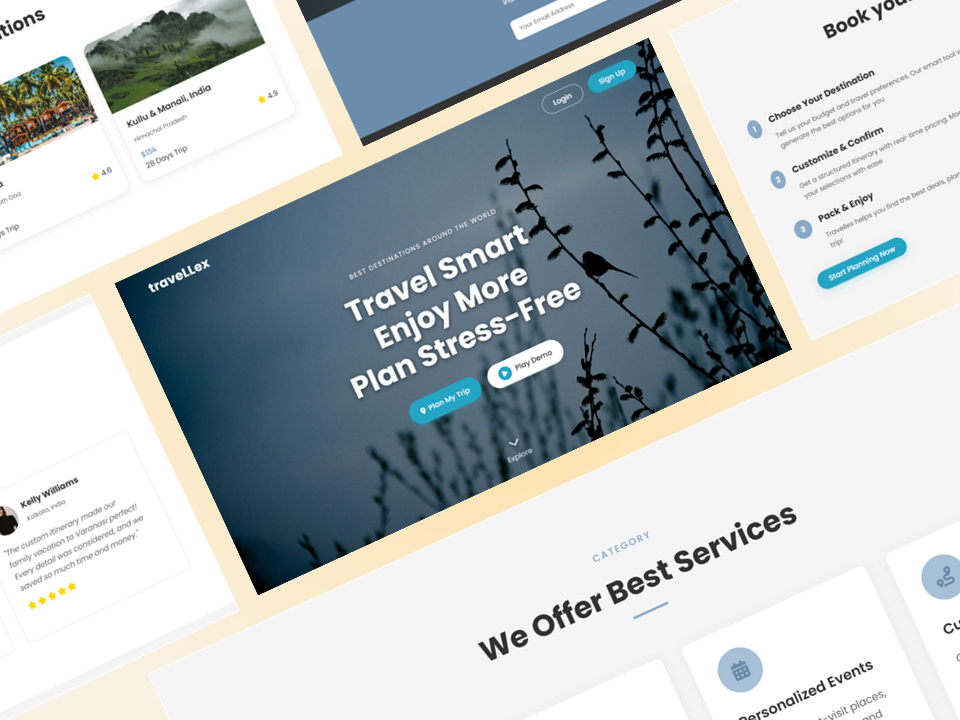 Kullu & Manali, India
Himachal Pradesh
4.9
$15k
28 Days Trip
4.6
Trip
Your Email Address
traveLLex
Login
Sign Up
BEST DESTINATIONS AROUND THE WORLD
Travel Smart
Enjoy More
Plan Stress-Free
Plan My Trip
Play Demo
Explore
Book
1
Choose Your Destination
Tell us your budget and travel preferences. Our smart tool
generate the best options for you
2
Customize & Confirm
Get a structured itinerary with real-time pricing.
your selections with ease
3
Pack & Enjoy
Travellex helps you find the best deals,
trip!
Start Planning Now
Kelly Williams
Kolkata, India
"The custom itinerary made our
family vacation to Varanasi perfect!
Every detail was considered, and we
saved so much time and money."
CATEGORY
We Offer Best Services
Personalized Events
places,
and